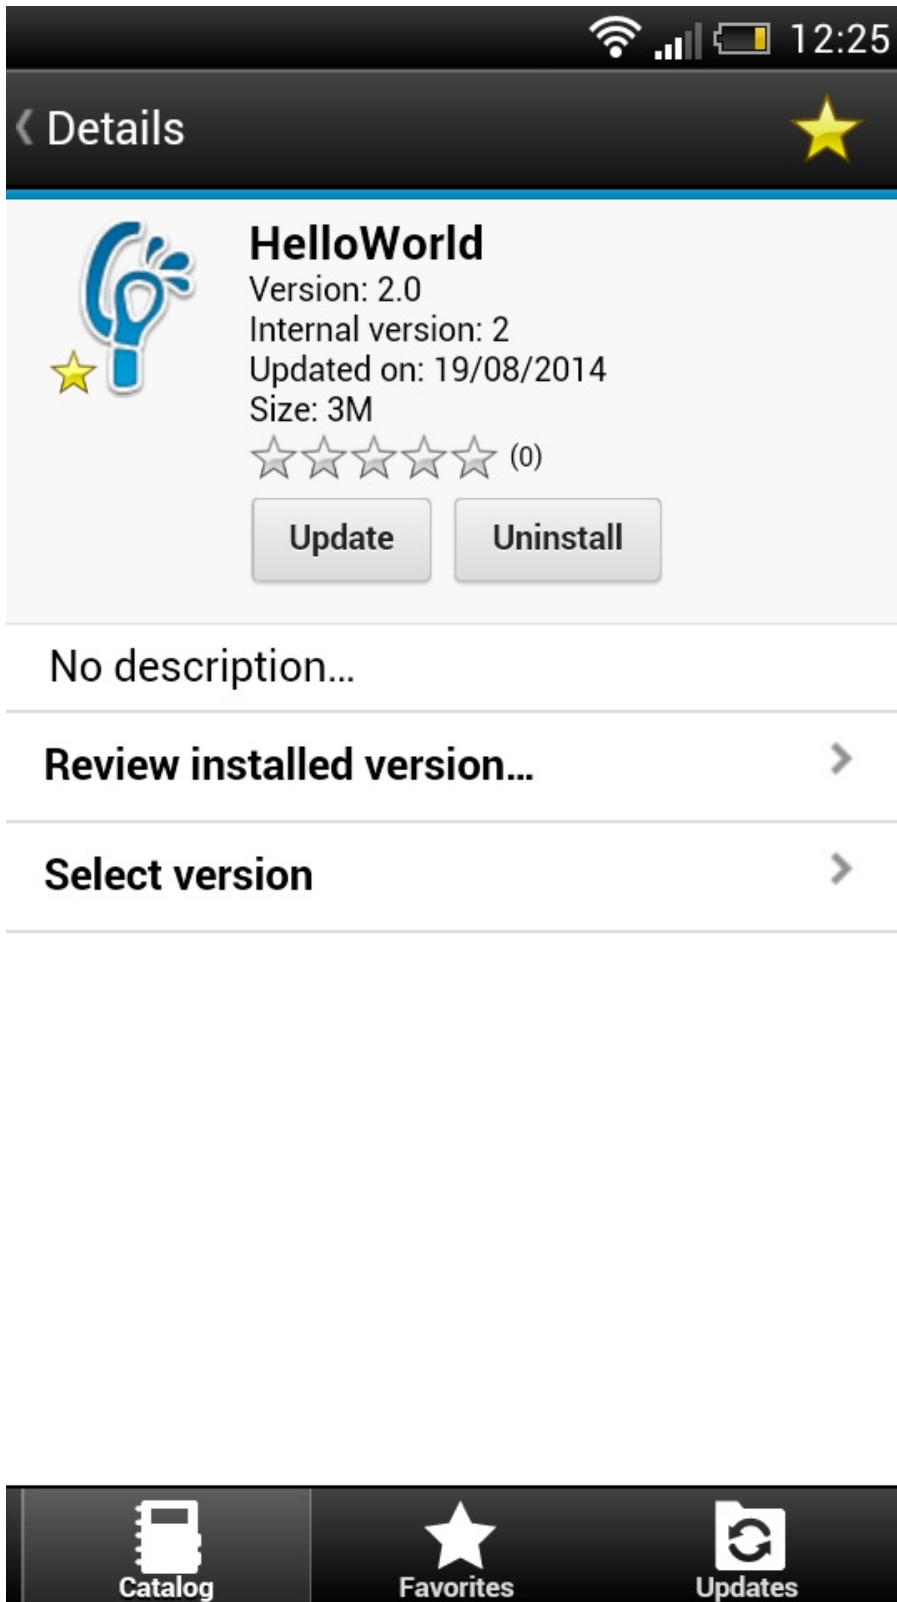 12:25
Details
HelloWorld
Version: 2.0
Internal version: 2
Updated on: 19/08/2014
Size: 3M
(0)
Update Uninstall
No description...
Review installed version...
Select version
Catalog Favorites Updates